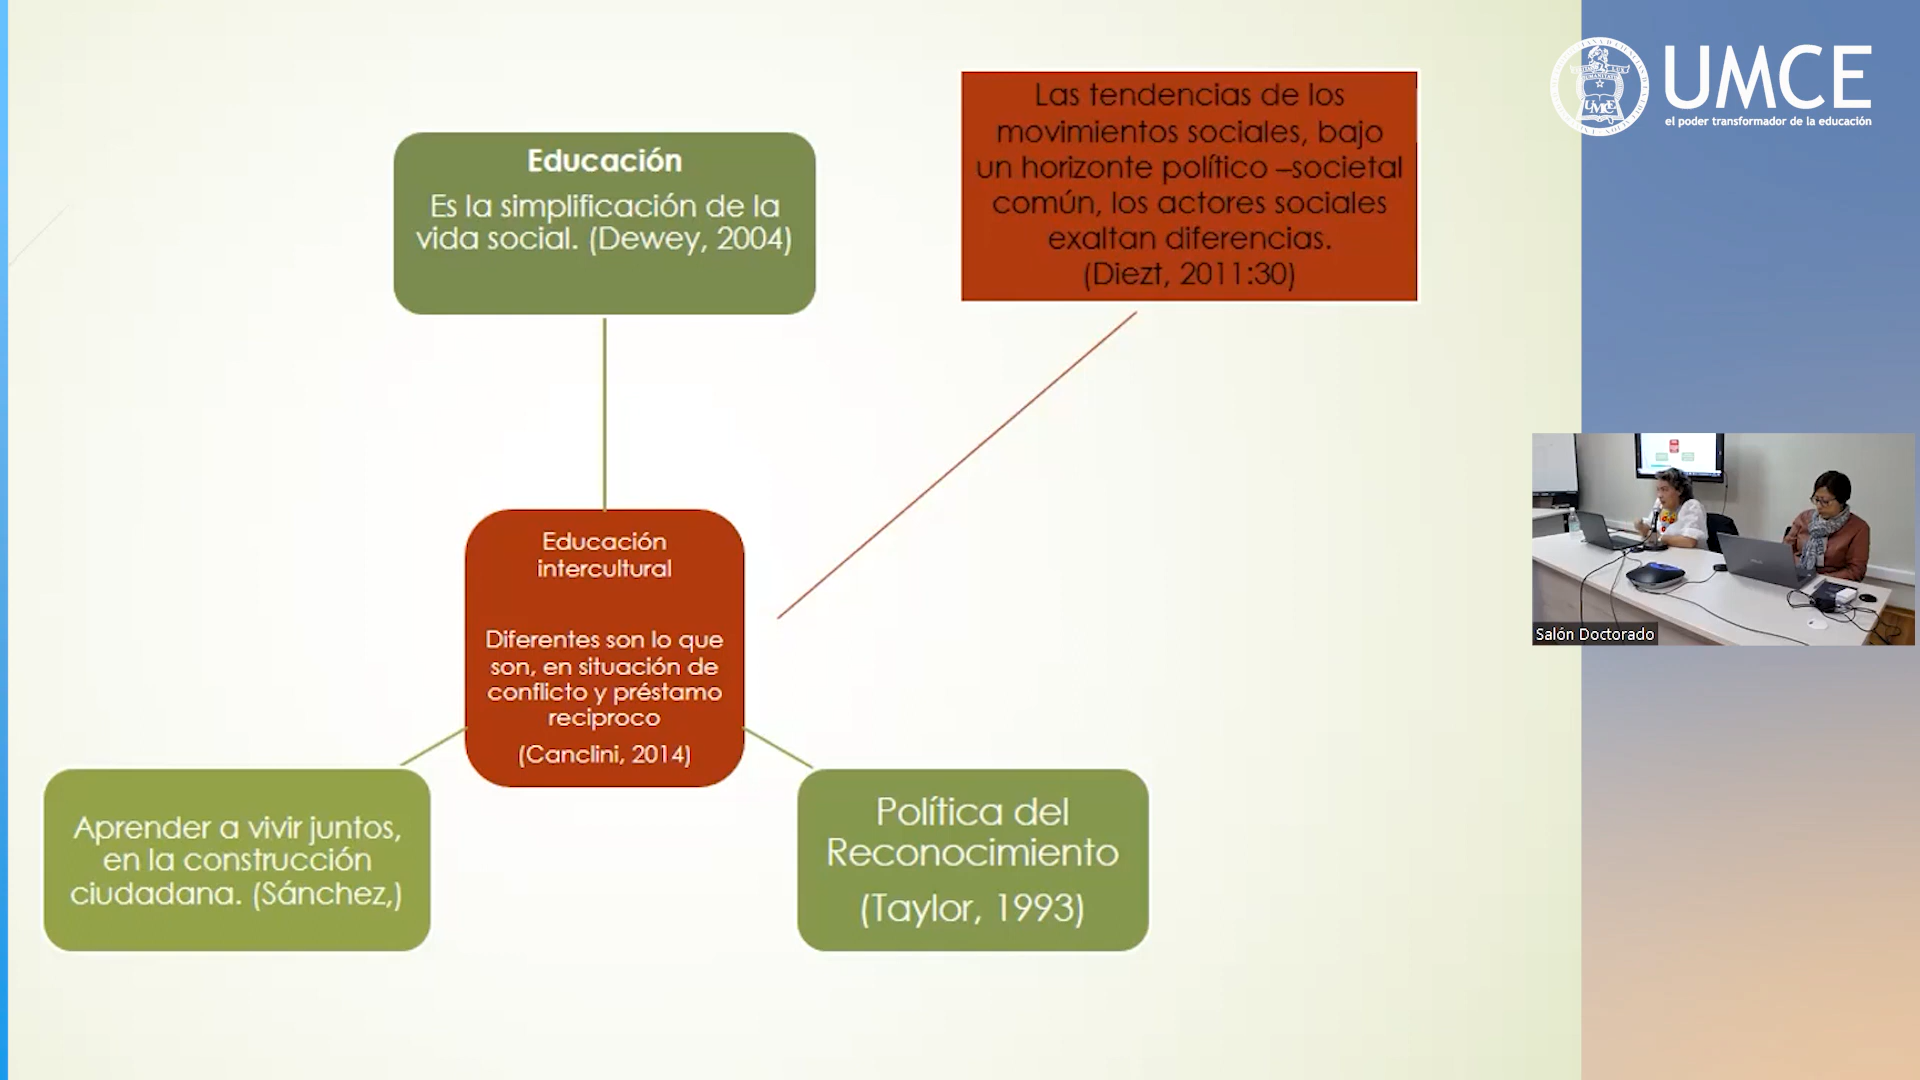 Educación
Es la simplificación de la
vida social. (Dewey, 2004)
Las tendencias de los
movimientos sociales, bajo
un horizonte político –societal
común, los actores sociales
exaltan diferencias.
(Diezt, 2011:30)
UMCE
el poder transformador de la educación
Educación
intercultural
Diferentes son lo que
son, en situación de
conflicto y préstamo
reciproco
(Canclini, 2014)
Aprender a vivir juntos,
en la construcción
ciudadana. (Sánchez,)
Política del
Reconocimiento
(Taylor, 1993)
Salón Doctorado